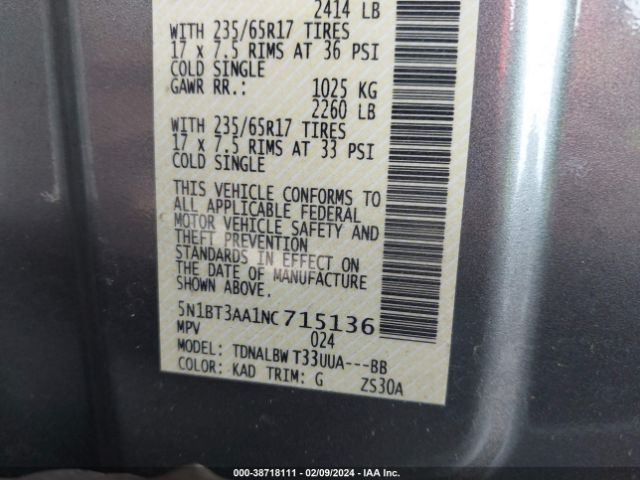 2414 LB
WITH 235/65R17 TIRES
17 x 7.5 RIMS AT 36 PSI
COLD SINGLE
GAWR RR.: 1025 KG
2260 LB
WITH 235/65R17 TIRES
17 x 7.5 RIMS AT 33 PSI
COLD SINGLE
THIS VEHICLE CONFORMS TO
ALL APPLICABLE FEDERAL
MOTOR VEHICLE SAFETY AND
THEFT PREVENTION
STANDARDS IN EFFECT ON
THE DATE OF MANUFACTURE
SHOWN ABOVE.
5N1BT3AA1NC715136
MPV 024
MODEL: TDNALBW T33UUA---BB
COLOR: KAD TRIM: G ZS30A
000-38718111 - 02/09/2024 - IAA Inc.